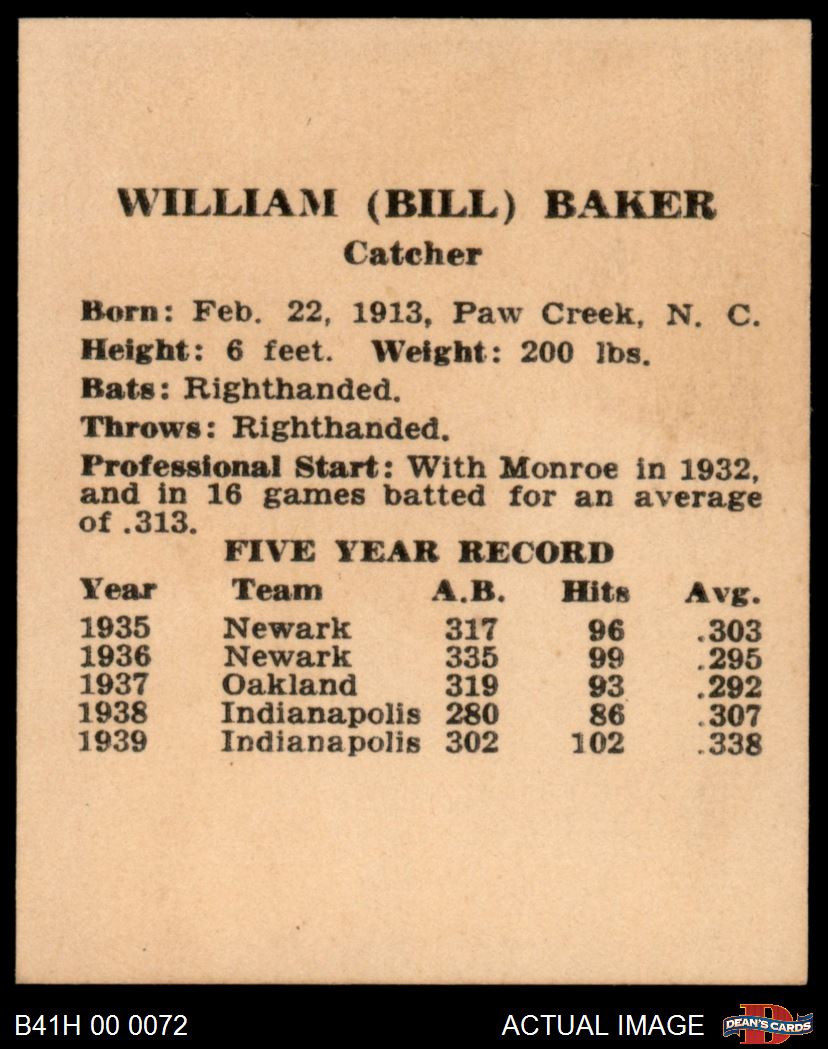 WILLIAM (BILL) BAKER
Catcher
Born: Feb. 22, 1913, Paw Creek, N. C.
Height: 6 feet. Weight: 200 lbs.
Bats: Righthanded.
Throws: Righthanded.
Professional Start: With Monroe in 1932,
and in 16 games batted for an average
of .313.
FIVE YEAR RECORD
Year Team A.B. Hits Avg.
1935 Newark 317 96 .303
1936 Newark 335 99 .295
1937 Oakland 319 93 .292
1938 Indianapolis 280 86 .307
1939 Indianapolis 302 102 .338
B41H 00 0072 ACTUAL IMAGE D DEAN'S CARDS